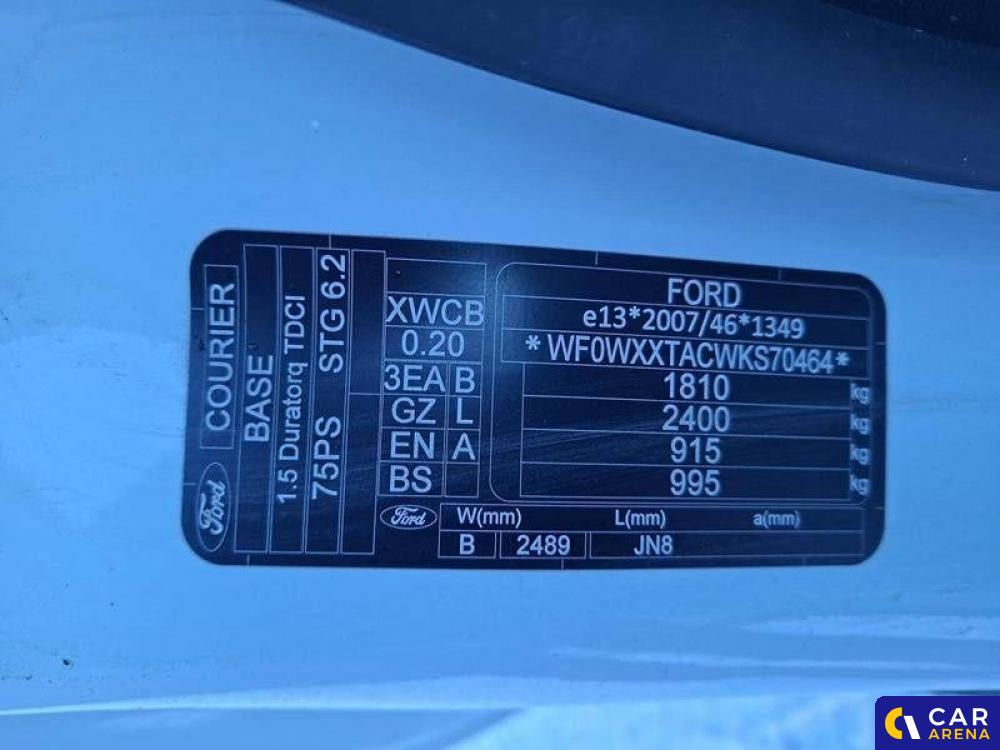 Ford COURIER
BASE
1.5 Duratorq TDCI
75PS STG 6.2
XWCB
0.20
3EA B
GZ L
EN A
BS
FORD
e13*2007/46*1349
*WF0WXXTACWKS70464*
1810 kg
2400 kg
915 kg
995 kg
Ford W(mm) L(mm) a(mm)
B 2489 JN8
CAR
ARENA